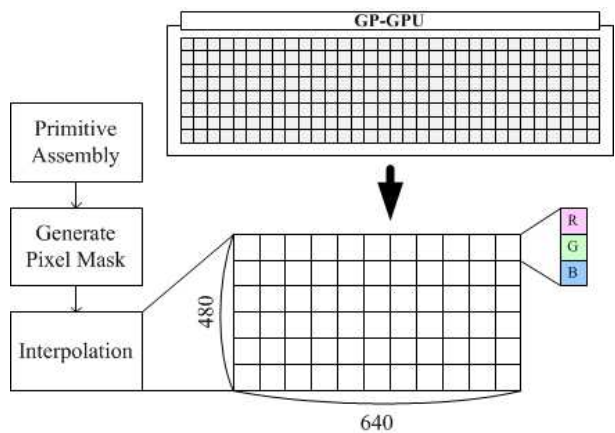 GP-GPU
Primitive
Assembly
Generate
Pixel Mask
Interpolation
R
G
B
480
640